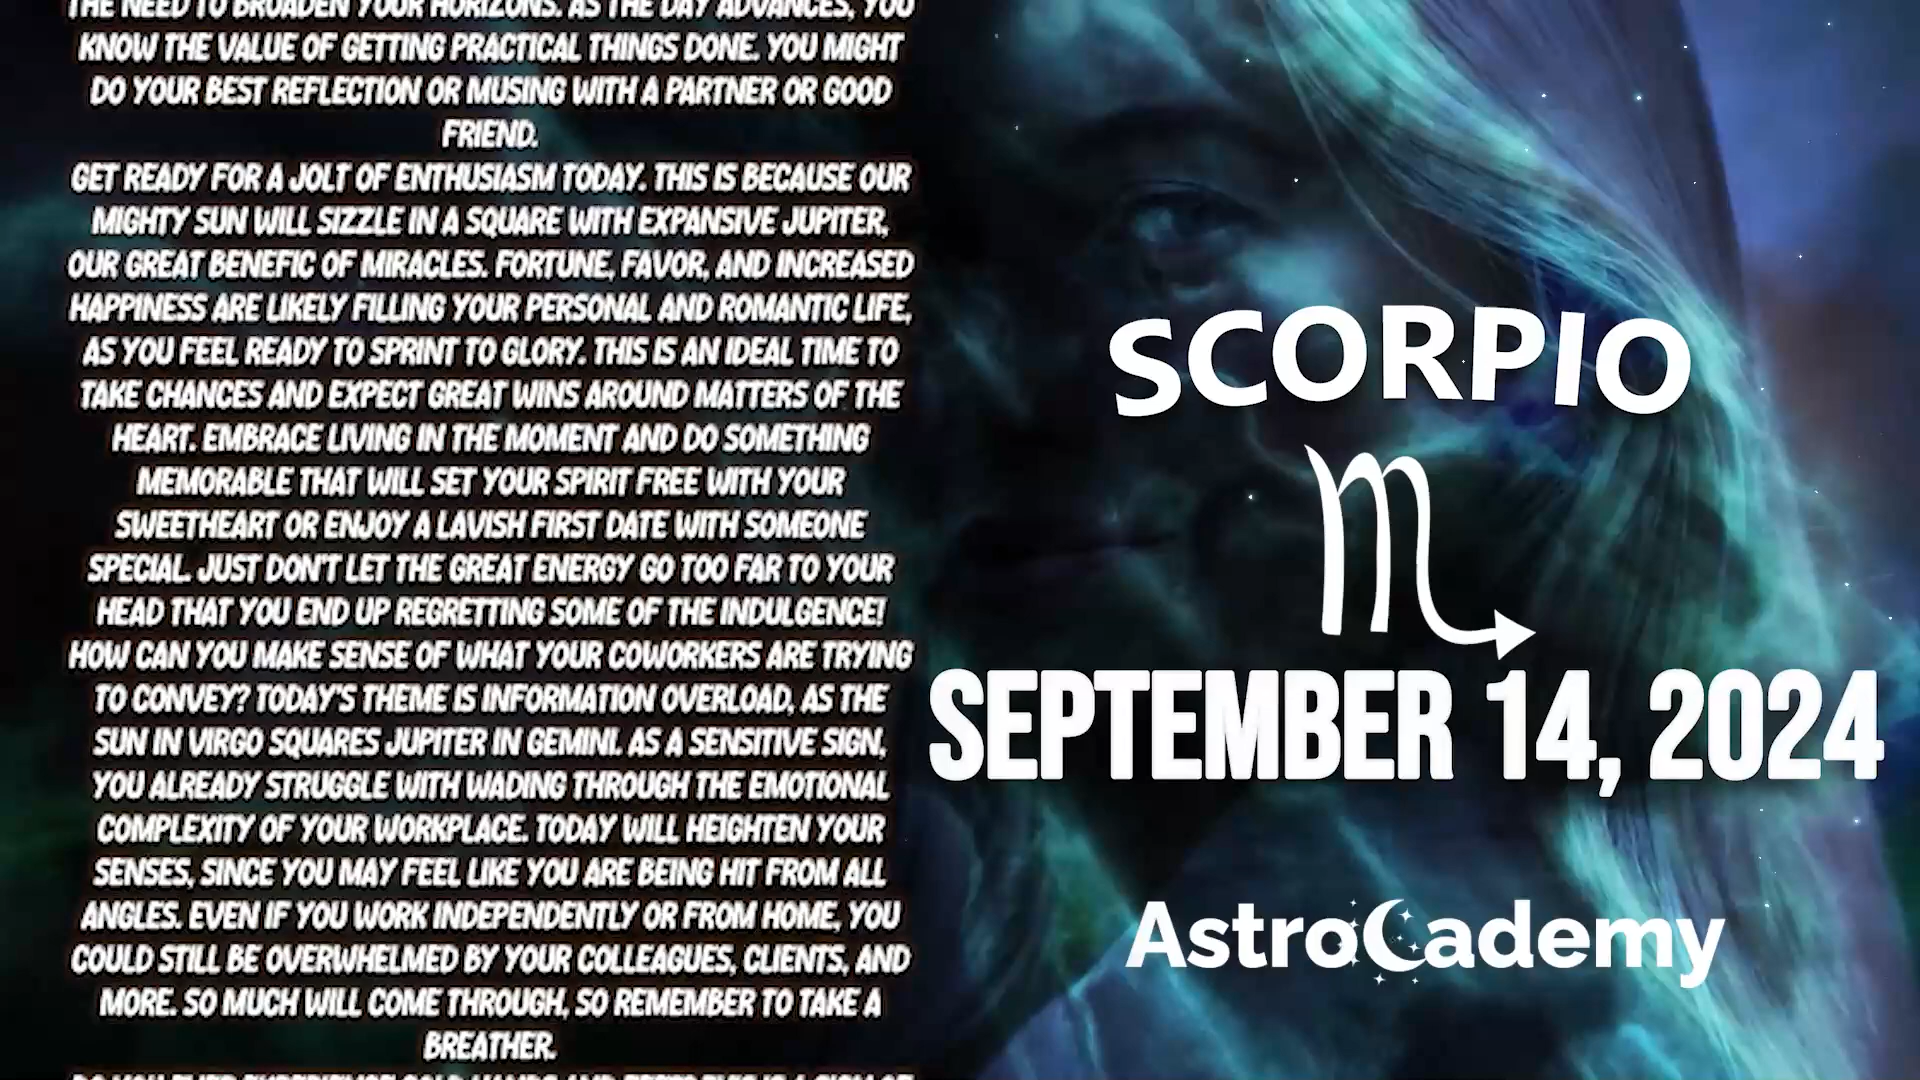 THE NEED TO BROADEN YOUR HORIZONS. AS THE DAY ADVANCES, YOU
KNOW THE VALUE OF GETTING PRACTICAL THINGS DONE. YOU MIGHT
DO YOUR BEST REFLECTION OR MUSING WITH A PARTNER OR GOOD
FRIEND.
GET READY FOR A JOLT OF ENTHUSIASM TODAY. THIS IS BECAUSE OUR
MIGHTY SUN WILL SIZZLE IN A SQUARE WITH EXPANSIVE JUPITER,
OUR GREAT BENEFIC OF MIRACLES. FORTUNE, FAVOR, AND INCREASED
HAPPINESS ARE LIKELY FILLING YOUR PERSONAL AND ROMANTIC LIFE,
AS YOU FEEL READY TO SPRINT TO GLORY. THIS IS AN IDEAL TIME TO
TAKE CHANCES AND EXPECT GREAT WINS AROUND MATTERS OF THE
HEART. EMBRACE LIVING IN THE MOMENT AND DO SOMETHING
MEMORABLE THAT WILL SET YOUR SPIRIT FREE WITH YOUR
SWEETHEART OR ENJOY A LAVISH FIRST DATE WITH SOMEONE
SPECIAL. JUST DON'T LET THE GREAT ENERGY GO TOO FAR TO YOUR
HEAD THAT YOU END UP REGRETTING SOME OF THE INDULGENCE!
HOW CAN YOU MAKE SENSE OF WHAT YOUR COWORKERS ARE TRYING
TO CONVEY? TODAY'S THEME IS INFORMATION OVERLOAD, AS THE
SUN IN VIRGO SQUARES JUPITER IN GEMINI. AS A SENSITIVE SIGN,
YOU ALREADY STRUGGLE WITH WADING THROUGH THE EMOTIONAL
COMPLEXITY OF YOUR WORKPLACE. TODAY WILL HEIGHTEN YOUR
SENSES, SINCE YOU MAY FEEL LIKE YOU ARE BEING HIT FROM ALL
ANGLES. EVEN IF YOU WORK INDEPENDENTLY OR FROM HOME, YOU
COULD STILL BE OVERWHELMED BY YOUR COLLEAGUES, CLIENTS, AND
MORE. SO MUCH WILL COME THROUGH, SO REMEMBER TO TAKE A
BREATHER.
SCORPIO
SEPTEMBER 14, 2024
AstroCademy